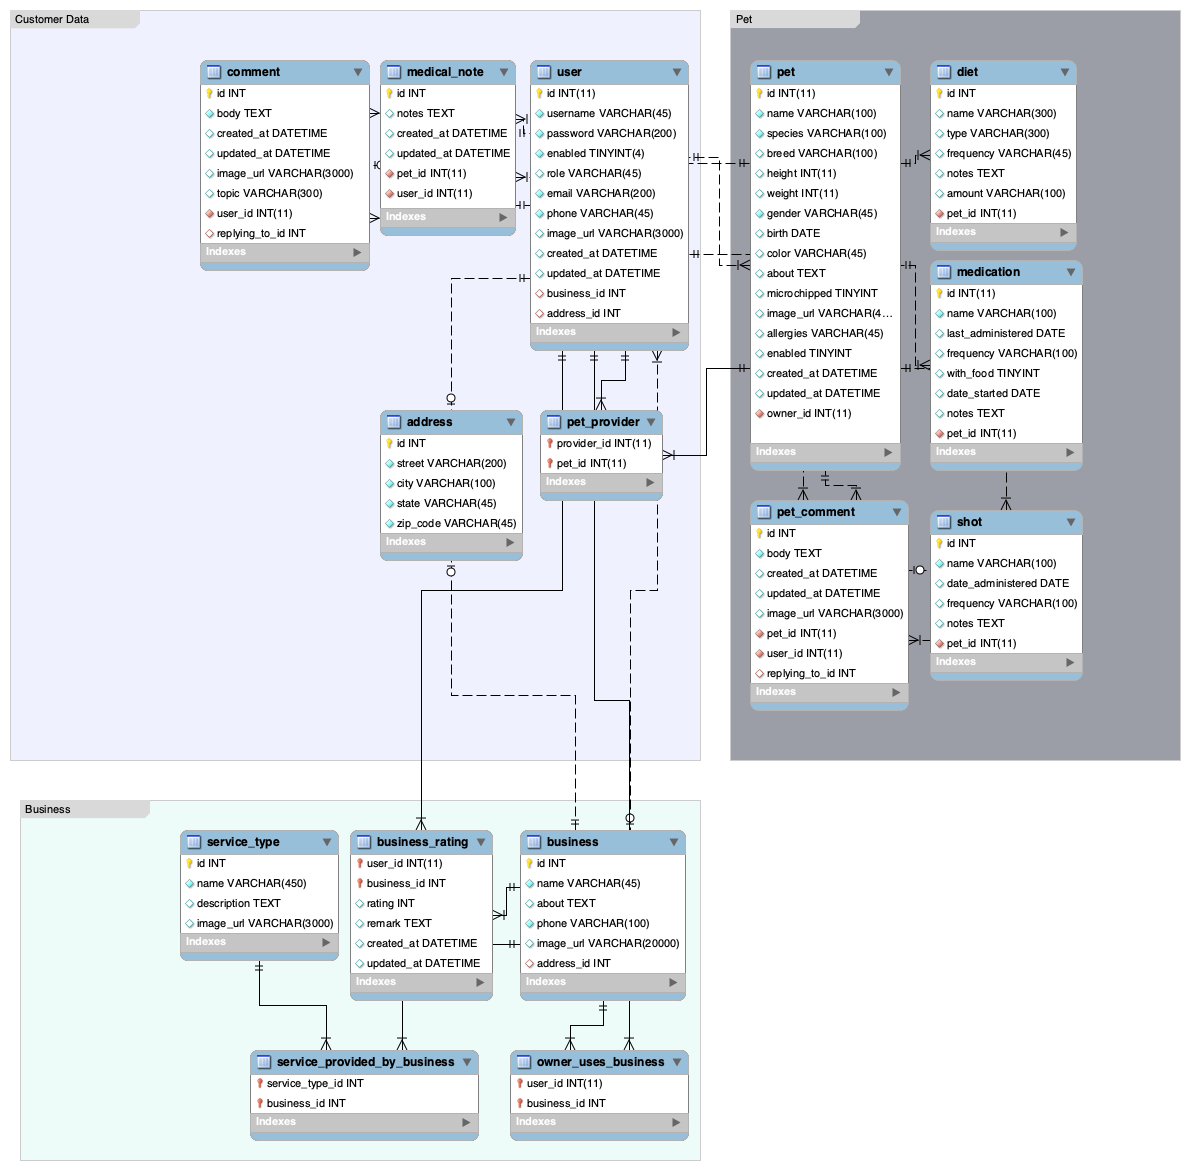 Customer Data
comment
id INT
body TEXT
created_at DATETIME
updated_at DATETIME
image_url VARCHAR(3000)
topic VARCHAR(300)
user_id INT(11)
replying_to_id INT
Indexes
medical_note
id INT
notes TEXT
created_at DATETIME
updated_at DATETIME
pet_id INT(11)
user_id INT(11)
Indexes
user
id INT(11)
username VARCHAR(45)
password VARCHAR(200)
enabled TINYINT(4)
role VARCHAR(45)
email VARCHAR(200)
phone VARCHAR(45)
image_url VARCHAR(3000)
created_at DATETIME
updated_at DATETIME
business_id INT
address_id INT
Indexes
address
id INT
street VARCHAR(200)
city VARCHAR(100)
state VARCHAR(45)
zip_code VARCHAR(45)
Indexes
pet_provider
provider_id INT(11)
pet_id INT(11)
Indexes
Pet
pet
id INT(11)
name VARCHAR(100)
species VARCHAR(100)
breed VARCHAR(100)
height INT(11)
weight INT(11)
gender VARCHAR(45)
birth DATE
color VARCHAR(45)
about TEXT
microchipped TINYINT
image_url VARCHAR(4...
allergies VARCHAR(45)
enabled TINYINT
created_at DATETIME
updated_at DATETIME
owner_id INT(11)
Indexes
diet
id INT
name VARCHAR(300)
type VARCHAR(300)
frequency VARCHAR(45)
notes TEXT
amount VARCHAR(100)
pet_id INT(11)
Indexes
medication
id INT(11)
name VARCHAR(100)
last_administered DATE
frequency VARCHAR(100)
with_food TINYINT
date_started DATE
notes TEXT
pet_id INT(11)
Indexes
pet_comment
id INT
body TEXT
created_at DATETIME
updated_at DATETIME
image_url VARCHAR(3000)
pet_id INT(11)
user_id INT(11)
replying_to_id INT
Indexes
shot
id INT
name VARCHAR(100)
date_administered DATE
frequency VARCHAR(100)
notes TEXT
pet_id INT(11)
Indexes
Business
service_type
id INT
name VARCHAR(450)
description TEXT
image_url VARCHAR(3000)
Indexes
business_rating
user_id INT(11)
business_id INT
rating INT
remark TEXT
created_at DATETIME
updated_at DATETIME
Indexes
business
id INT
name VARCHAR(45)
about TEXT
phone VARCHAR(100)
image_url VARCHAR(20000)
address_id INT
Indexes
service_provided_by_business
service_type_id INT
business_id INT
Indexes
owner_uses_business
user_id INT(11)
business_id INT
Indexes